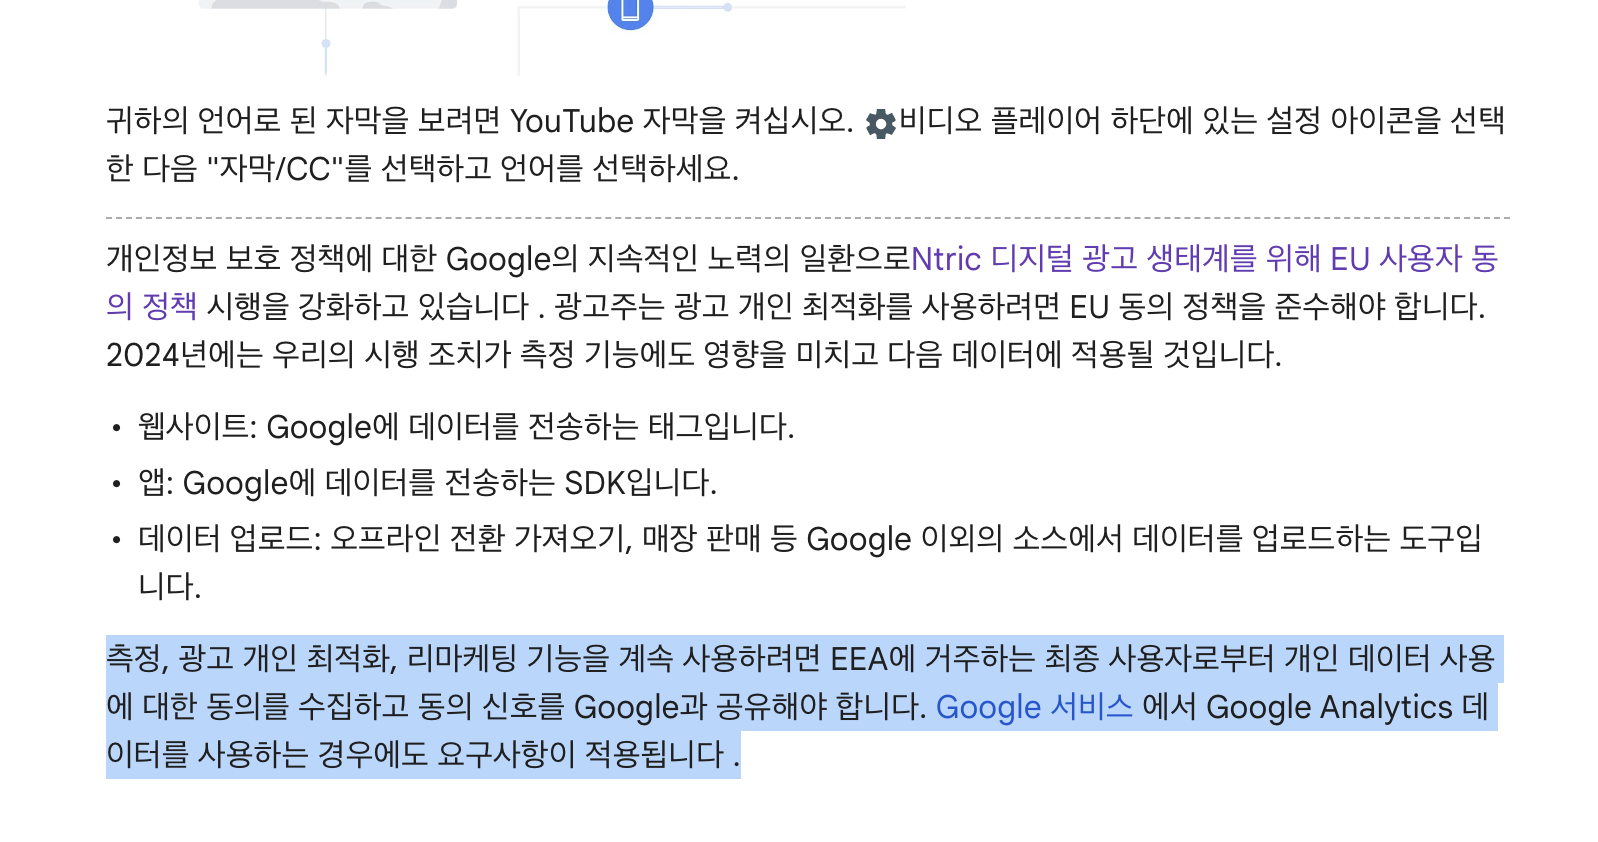 귀하의 언어로 된 자막을 보려면 YouTube 자막을 켜십시오. 비디오 플레이어 하단에 있는 설정 아이콘을 선택
한 다음 "자막/CC"를 선택하고 언어를 선택하세요.
개인정보 보호 정책에 대한 Google의 지속적인 노력의 일환으로Ntric 디지털 광고 생태계를 위해 EU 사용자 동
의 정책 시행을 강화하고 있습니다 . 광고주는 광고 개인 최적화를 사용하려면 EU 동의 정책을 준수해야 합니다.
2024년에는 우리의 시행 조치가 측정 기능에도 영향을 미치고 다음 데이터에 적용될 것입니다.
• 웹사이트: Google에 데이터를 전송하는 태그입니다.
• 앱: Google에 데이터를 전송하는 SDK입니다.
• 데이터 업로드: 오프라인 전환 가져오기, 매장 판매 등 Google 이외의 소스에서 데이터를 업로드하는 도구입
니다.
측정, 광고 개인 최적화, 리마케팅 기능을 계속 사용하려면 EEA에 거주하는 최종 사용자로부터 개인 데이터 사용
에 대한 동의를 수집하고 동의 신호를 Google과 공유해야 합니다. Google 서비스 에서 Google Analytics 데
이터를 사용하는 경우에도 요구사항이 적용됩니다 .